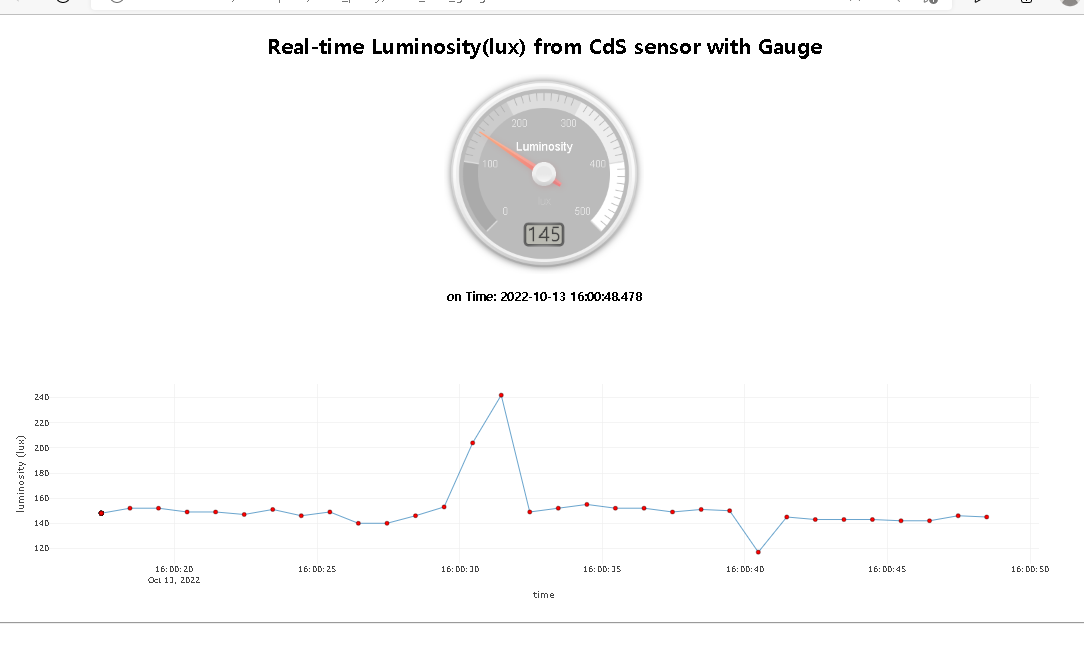 Real-time Luminosity(lux) from CdS sensor with Gauge
200 300
Luminosity
100 400
lux
0 500
145
on Time: 2022-10-13 16:00:48.478
240
220
200
180
160
140
120
luminosity (lux)
16:00:20 16:00:25 16:00:30 16:00:35 16:00:40 16:00:45 16:00:50
Oct 13, 2022
time